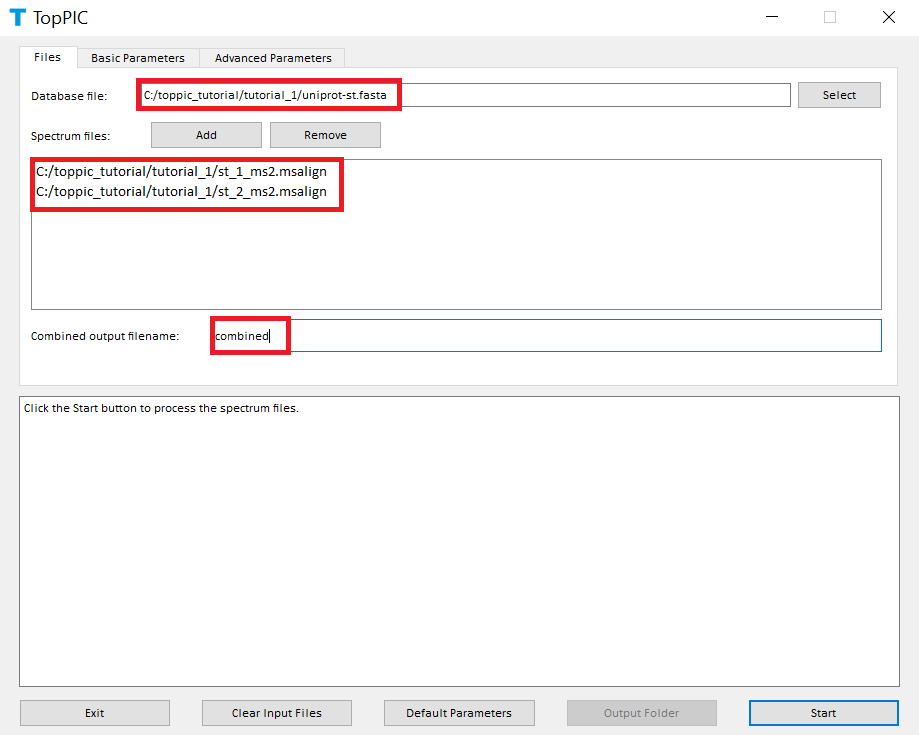 TopPIC
Files Basic Parameters Advanced Parameters
Database file: C:/toppic_tutorial/tutorial_1/uniprot-st.fasta Select
Spectrum files: Add Remove
C:/toppic_tutorial/tutorial_1/st_1_ms2.msalign
C:/toppic_tutorial/tutorial_1/st_2_ms2.msalign
Combined output filename: combined
Click the Start button to process the spectrum files.
Exit Clear Input Files Default Parameters Output Folder Start